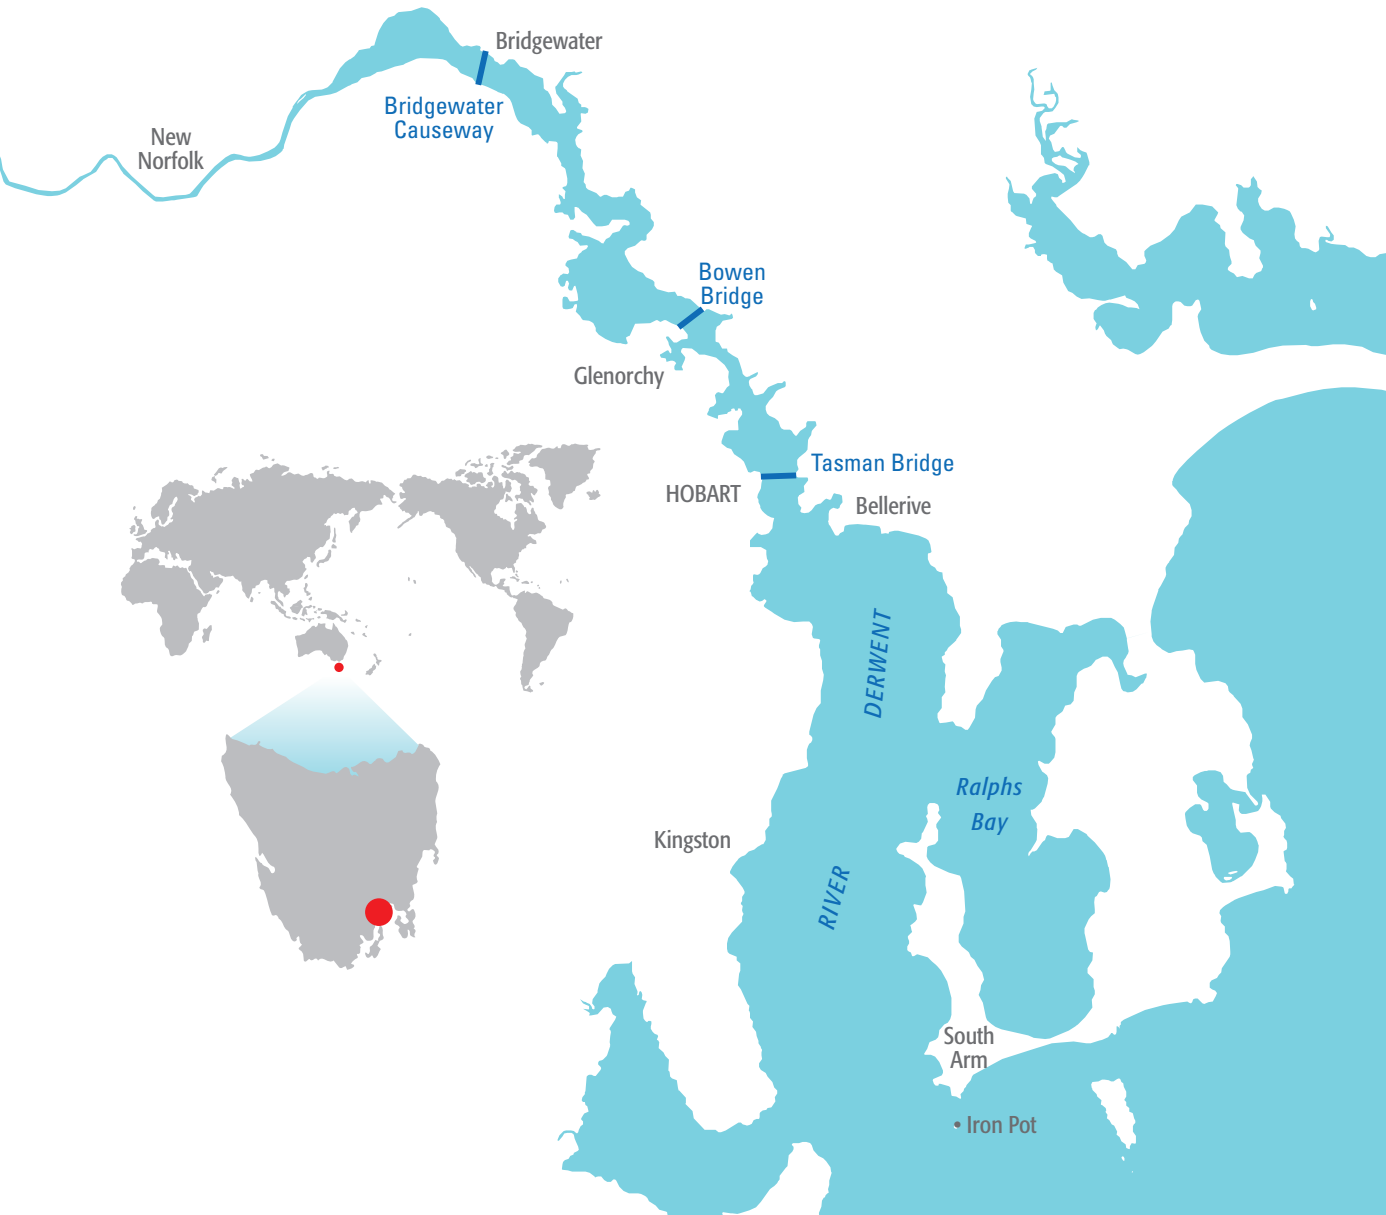 Bridgewater
Bridgewater
Causeway
New
Norfolk
Bowen
Bridge
Glenorchy
Tasman Bridge
HOBART
Bellerive
DERWENT
Ralphs
Bay
Kingston
RIVER
South
Arm
Iron Pot